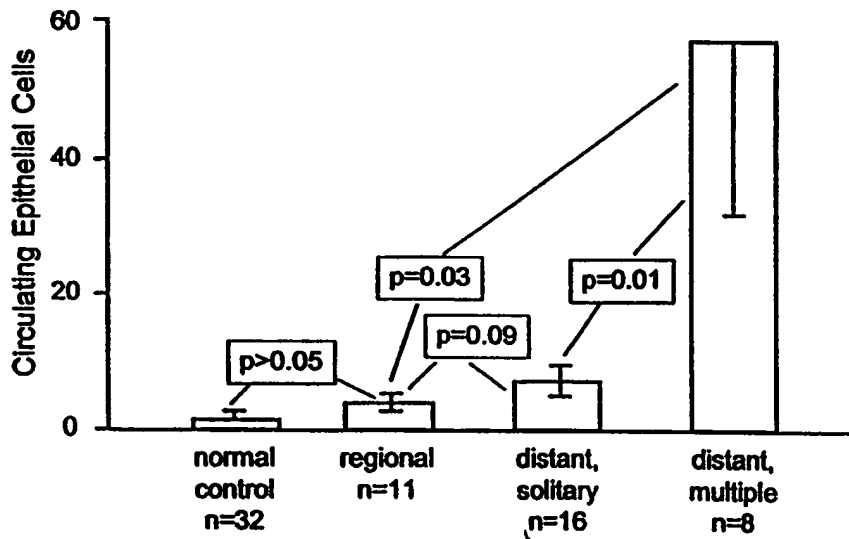 Circulating Epithelial Cells
60
40
20
0
p>0.05
p=0.03
p=0.09
p=0.01
normal
control
n=32
regional
n=11
distant,
solitary
n=16
distant,
multiple
n=8